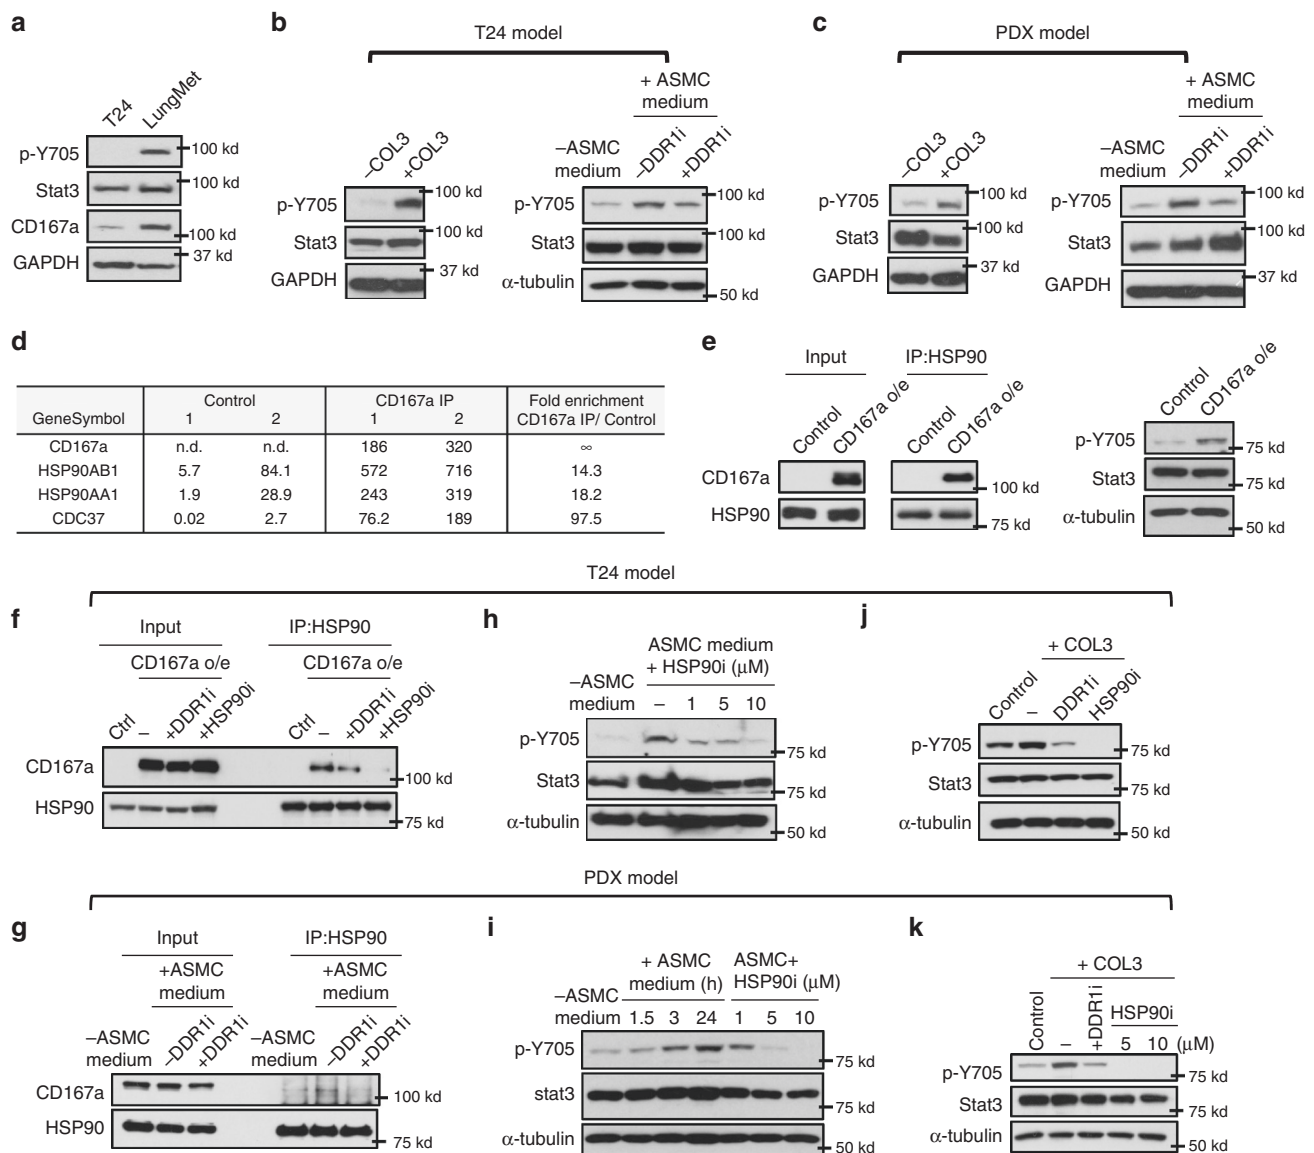 a
T24
LungMet
p-Y705
100 kd
Stat3
100 kd
CD167a
100 kd
GAPDH
37 kd
b
T24 model
–COL3
+COL3
p-Y705
100 kd
Stat3
100 kd
GAPDH
37 kd
+ ASMC
medium
–ASMC
medium
–DDR1i
+DDR1i
p-Y705
100 kd
Stat3
100 kd
α-tubulin
50 kd
c
PDX model
–COL3
+COL3
p-Y705
100 kd
Stat3
100 kd
GAPDH
37 kd
+ ASMC
medium
–ASMC
medium
–DDR1i
+DDR1i
p-Y705
100 kd
Stat3
100 kd
GAPDH
37 kd
d
Control CD167a IP Fold enrichment
GeneSymbol 1 2 1 2 CD167a IP/ Control
CD167a n.d. n.d. 186 320 ∞
HSP90AB1 5.7 84.1 572 716 14.3
HSP90AA1 1.9 28.9 243 319 18.2
CDC37 0.02 2.7 76.2 189 97.5
e
Input
IP:HSP90
Control
CD167a o/e
Control
CD167a o/e
CD167a
100 kd
HSP90
75 kd
Control
CD167a o/e
p-Y705
75 kd
Stat3
75 kd
α-tubulin
50 kd
T24 model
f
Input
IP:HSP90
CD167a o/e
CD167a o/e
Ctrl
–
+DDR1i
+HSP90i
Ctrl
–
+DDR1i
+HSP90i
CD167a
100 kd
HSP90
75 kd
h
ASMC medium
+ HSP90i (μM)
–ASMC
medium – 1 5 10
p-Y705
75 kd
Stat3
75 kd
α-tubulin
50 kd
j
+ COL3
Control
–
DDR1i
HSP90i
p-Y705
75 kd
Stat3
75 kd
α-tubulin
50 kd
PDX model
g
Input
IP:HSP90
+ASMC
medium
+ASMC
medium
–ASMC
medium
–DDR1i
+DDR1i
–ASMC
medium
–DDR1i
+DDR1i
CD167a
100 kd
HSP90
75 kd
i
+ ASMC
medium (h)
ASMC+
HSP90i (μM)
–ASMC
medium 1.5 3 24 1 5 10
p-Y705
75 kd
stat3
75 kd
α-tubulin
50 kd
k
+ COL3
Control
–
+DDR1i
HSP90i
5 10 (μM)
p-Y705
75 kd
Stat3
75 kd
α-tubulin
50 kd